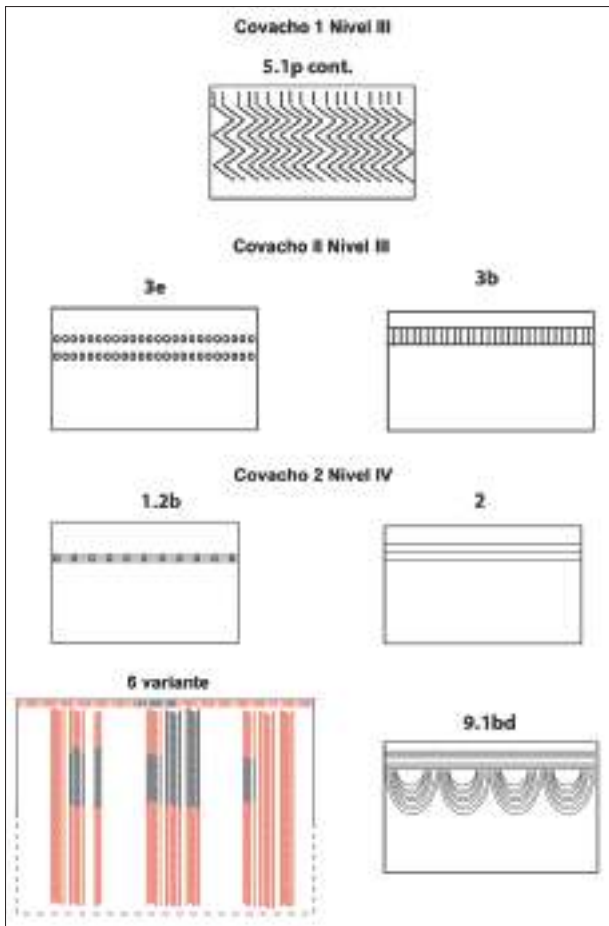 Covacho 1 Nivel III
5.1p cont.
Covacho II Nivel III
3e
3b
Covacho 2 Nivel IV
1.2b
2
6 variante
9.1bd